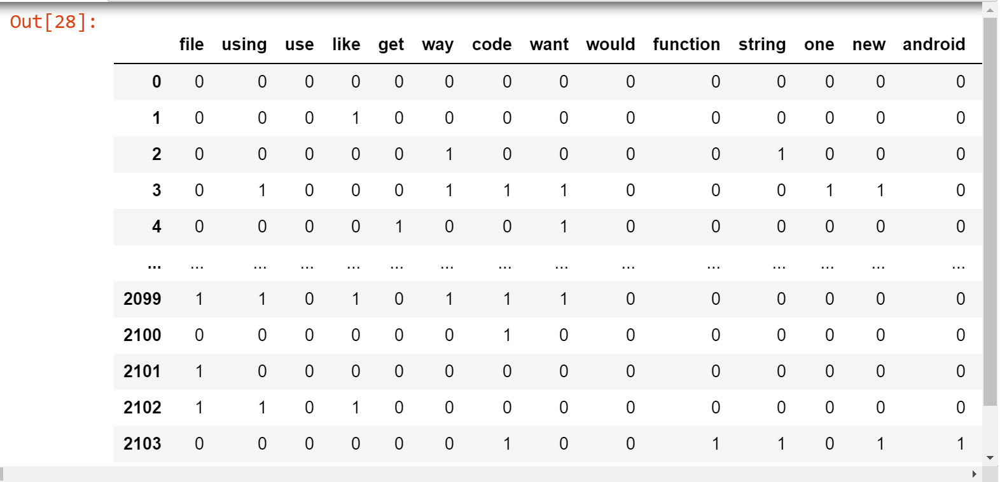 Out[28]:
file using use like get way code want would function string one new android
0 0 0 0 0 0 0 0 0 0 0 0 0 0 0
1 0 0 0 1 0 0 0 0 0 0 0 0 0 0
2 0 0 0 0 0 1 0 0 0 0 1 0 0 0
3 0 1 0 0 0 1 1 1 0 0 0 1 1 0
4 0 0 0 0 1 0 0 1 0 0 0 0 0 0
... ... ... ... ... ... ... ... ... ... ... ... ... ... ...
2099 1 1 0 1 0 1 1 1 0 0 0 0 0 0
2100 0 0 0 0 0 0 1 0 0 0 0 0 0 0
2101 1 0 0 0 0 0 0 0 0 0 0 0 0 0
2102 1 1 0 1 0 0 0 0 0 0 0 0 0 0
2103 0 0 0 0 0 0 1 0 0 1 1 0 1 1